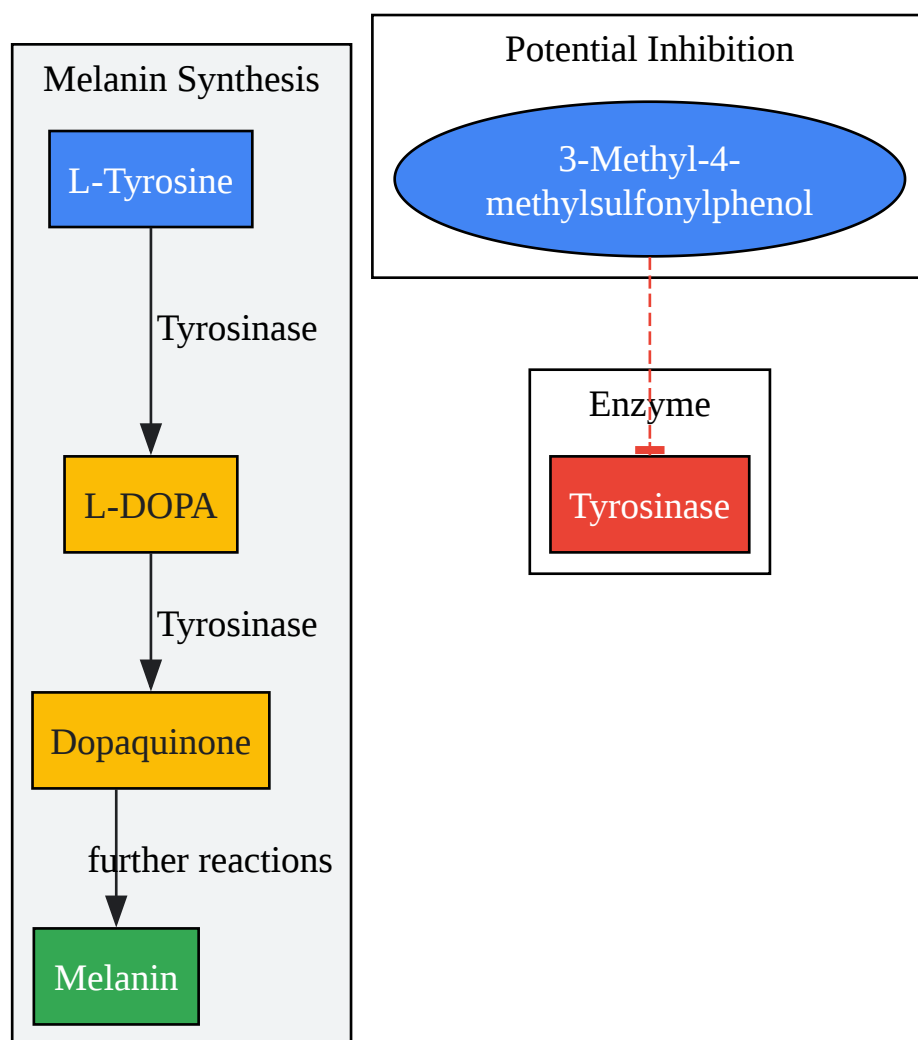 Melanin Synthesis
L-Tyrosine
Tyrosinase
L-DOPA
Tyrosinase
Dopaquinone
further reactions
Melanin
Potential Inhibition
3-Methyl-4-
methylsulfonylphenol
Enzyme
Tyrosinase